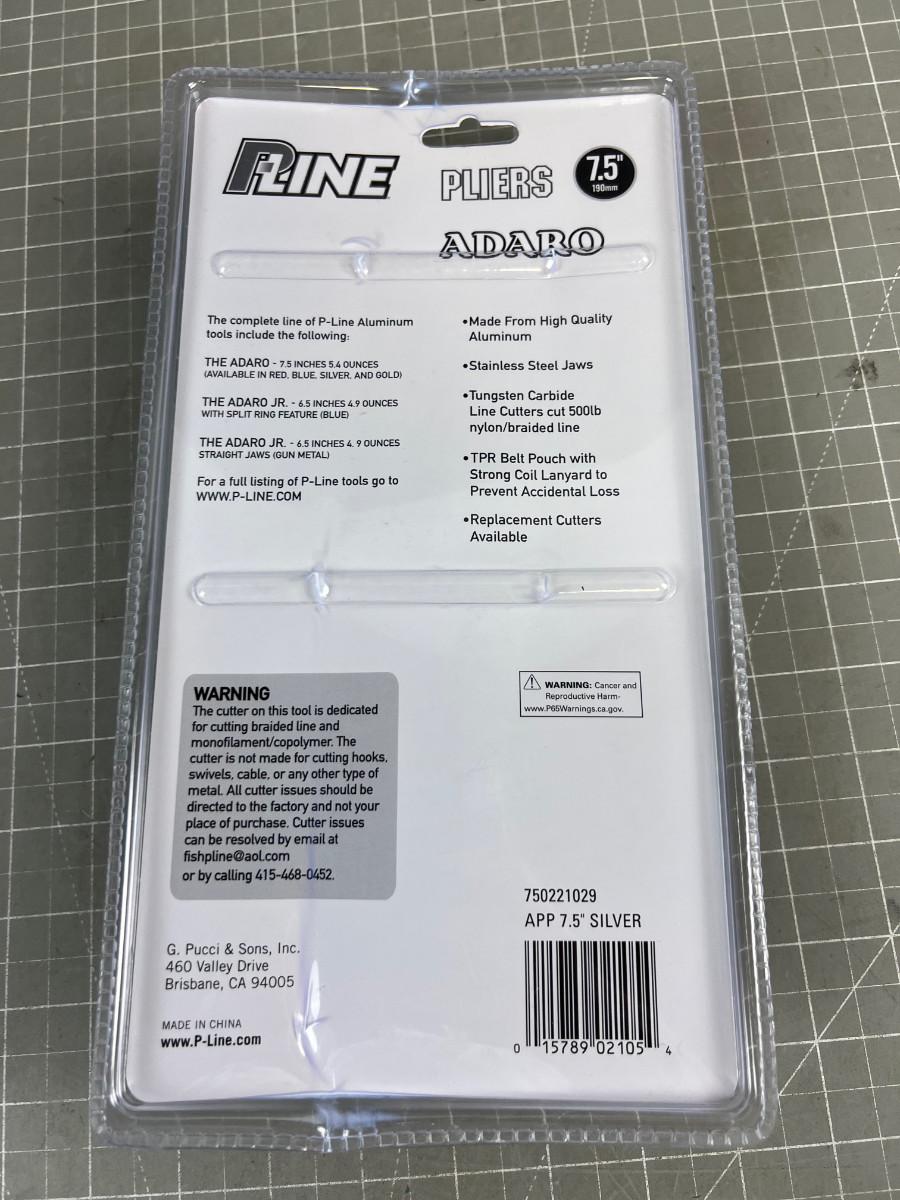 P-LINE
PLIERS
7.5"
190mm
ADARO
The complete line of P-Line Aluminum
tools include the following:
THE ADARO - 7.5 INCHES 5.4 OUNCES
(AVAILABLE IN RED, BLUE, SILVER, AND GOLD)
THE ADARO JR. - 6.5 INCHES 4.9 OUNCES
WITH SPLIT RING FEATURE (BLUE)
THE ADARO JR. - 6.5 INCHES 4. 9 OUNCES
STRAIGHT JAWS (GUN METAL)
For a full listing of P-Line tools go to
WWW.P-LINE.COM
•Made From High Quality
Aluminum
•Stainless Steel Jaws
•Tungsten Carbide
Line Cutters cut 500lb
nylon/braided line
•TPR Belt Pouch with
Strong Coil Lanyard to
Prevent Accidental Loss
•Replacement Cutters
Available
WARNING
The cutter on this tool is dedicated
for cutting braided line and
monofilament/copolymer. The
cutter is not made for cutting hooks,
swivels, cable, or any other type of
metal. All cutter issues should be
directed to the factory and not your
place of purchase. Cutter issues
can be resolved by email at
fishpline@aol.com
or by calling 415-468-0452.
WARNING: Cancer and
Reproductive Harm-
www.P65Warnings.ca.gov.
G. Pucci & Sons, Inc.
460 Valley Drive
Brisbane, CA 94005
MADE IN CHINA
www.P-Line.com
750221029
APP 7.5" SILVER
0 15789 02105 4